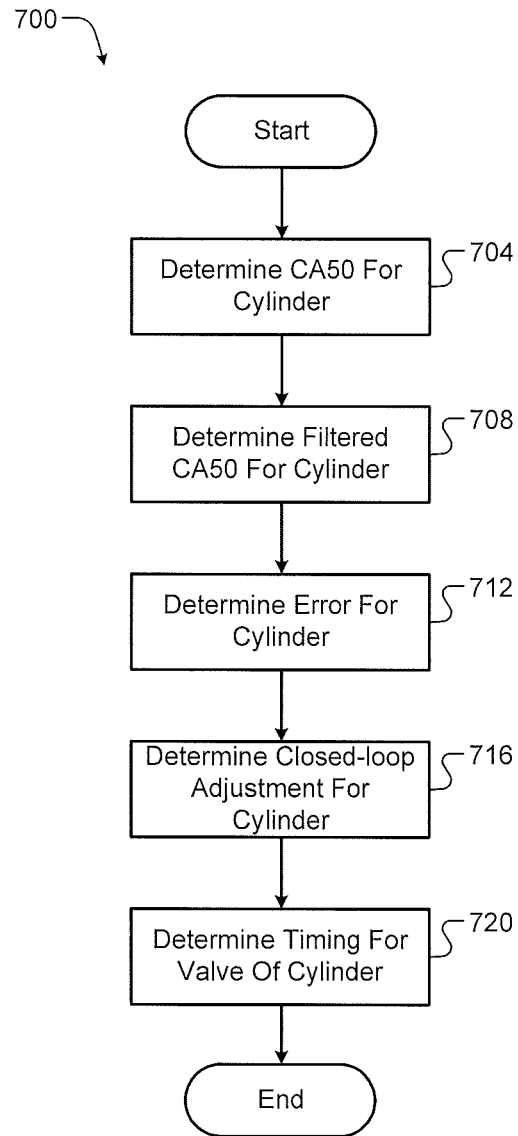 700
Start
Determine CA50 For
Cylinder
704
Determine Filtered
CA50 For Cylinder
708
Determine Error For
Cylinder
712
Determine Closed-loop
Adjustment For
Cylinder
716
Determine Timing For
Valve Of Cylinder
720
End